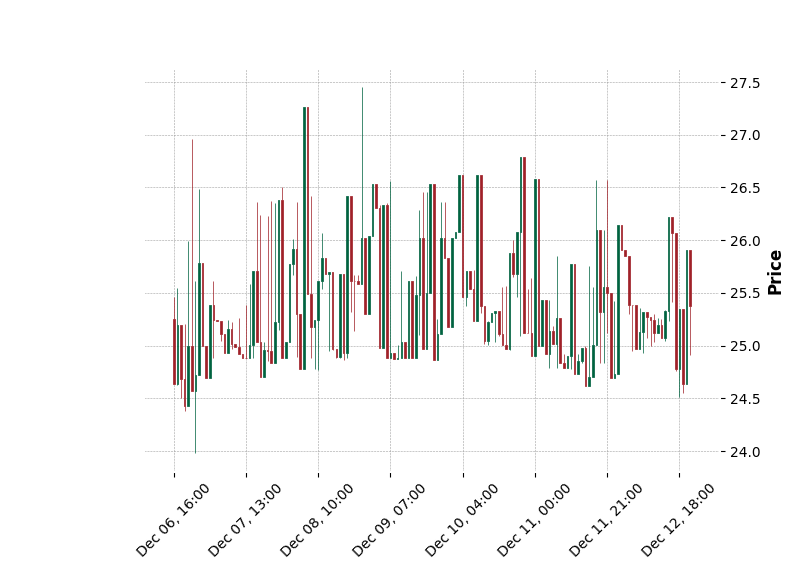 27.5
27.0
26.5
26.0
25.5
25.0
24.5
24.0
Price
Dec 06, 16:00
Dec 07, 13:00
Dec 08, 10:00
Dec 09, 07:00
Dec 10, 04:00
Dec 11, 00:00
Dec 11, 21:00
Dec 12, 18:00